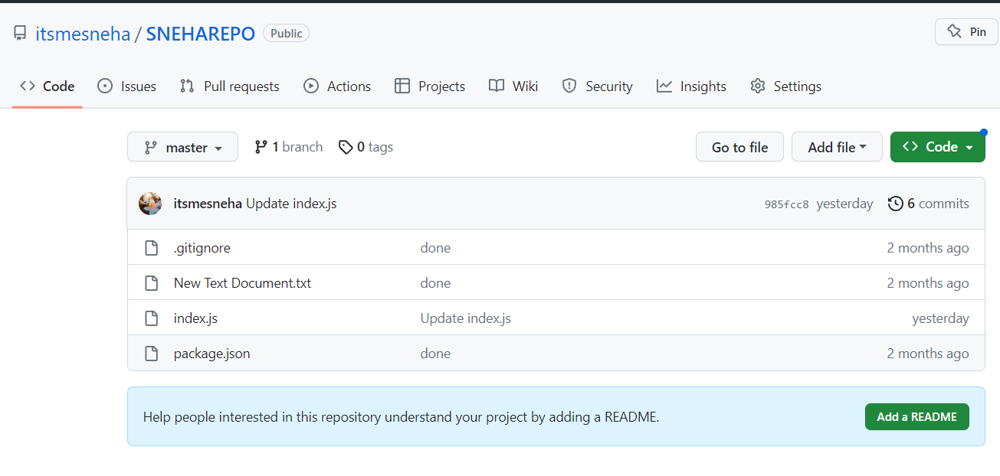 itsmesneha / SNEHAREPO Public Pin
Code Issues Pull requests Actions Projects Wiki Security Insights Settings
master 1 branch 0 tags Go to file Add file Code
itsmesneha Update index.js 985fcc8 yesterday 6 commits
.gitignore done 2 months ago
New Text Document.txt done 2 months ago
index.js Update index.js yesterday
package.json done 2 months ago
Help people interested in this repository understand your project by adding a README. Add a README